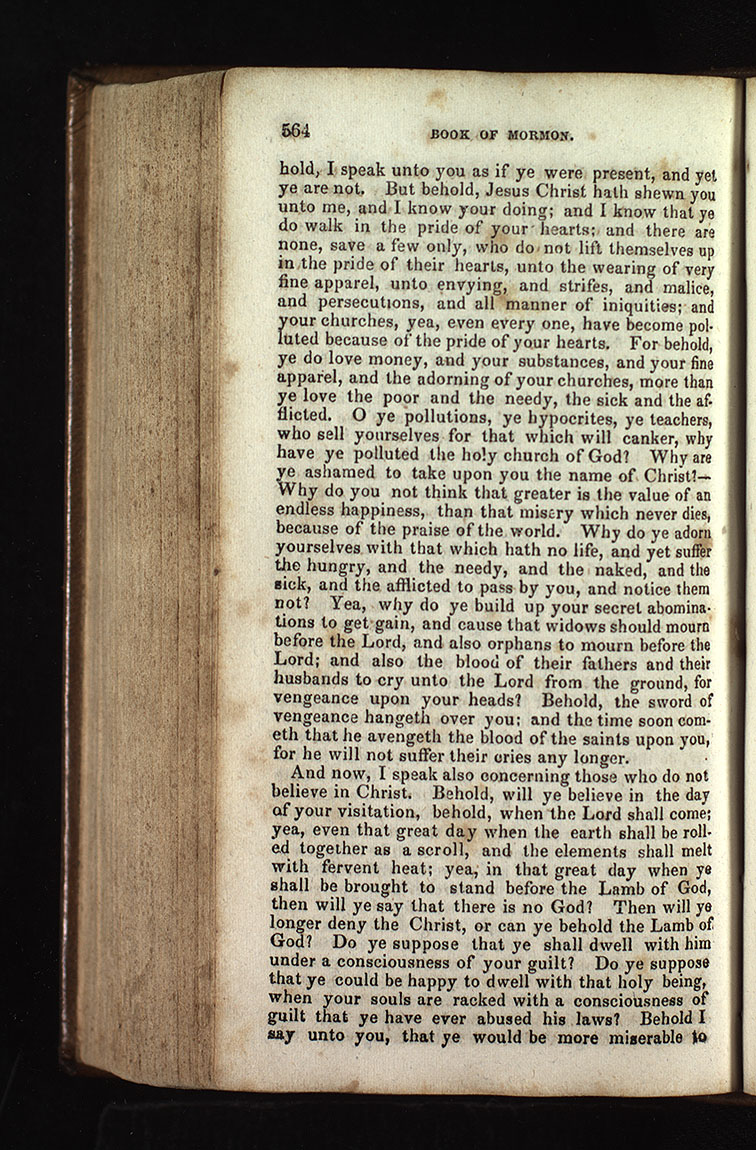 564 BOOK OF MORMON.
hold, I speak unto you as if ye were present, and yet
ye are not. But behold, Jesus Christ hath shewn you
unto me, and I know your doing; and I know that ye
do walk in the pride of your hearts; and there are
none, save a few only, who do not lift themselves up
in the pride of their hearts, unto the wearing of very
fine apparel, unto envying, and strifes, and malice,
and persecutions, and all manner of iniquities; and
your churches, yea, even every one, have become pol-
luted because of the pride of your hearts. For behold,
ye do love money, and your substances, and your fine
apparel, and the adorning of your churches, more than
ye love the poor and the needy, the sick and the af-
flicted. O ye pollutions, ye hypocrites, ye teachers,
who sell yourselves for that which will canker, why
have ye polluted the holy church of God? Why are
ye ashamed to take upon you the name of Christ?—
Why do you not think that greater is the value of an
endless happiness, than that misery which never dies,
because of the praise of the world. Why do ye adorn
yourselves with that which hath no life, and yet suffer
the hungry, and the needy, and the naked, and the
sick, and the afflicted to pass by you, and notice them
not? Yea, why do ye build up your secret abomina-
tions to get gain, and cause that widows should mourn
before the Lord, and also orphans to mourn before the
Lord; and also the blood of their fathers and their
husbands to cry unto the Lord from the ground, for
vengeance upon your heads? Behold, the sword of
vengeance hangeth over you; and the time soon com-
eth that he avengeth the blood of the saints upon you,
for he will not suffer their cries any longer.
And now, I speak also concerning those who do not
believe in Christ. Behold, will ye believe in the day
of your visitation, behold, when the Lord shall come;
yea, even that great day when the earth shall be roll-
ed together as a scroll, and the elements shall melt
with fervent heat; yea, in that great day when ye
shall be brought to stand before the Lamb of God,
then will ye say that there is no God? Then will ye
longer deny the Christ, or can ye behold the Lamb of
God? Do ye suppose that ye shall dwell with him
under a consciousness of your guilt? Do ye suppose
that ye could be happy to dwell with that holy being,
when your souls are racked with a consciousness of
guilt that ye have ever abused his laws? Behold I
say unto you, that ye would be more miserable to